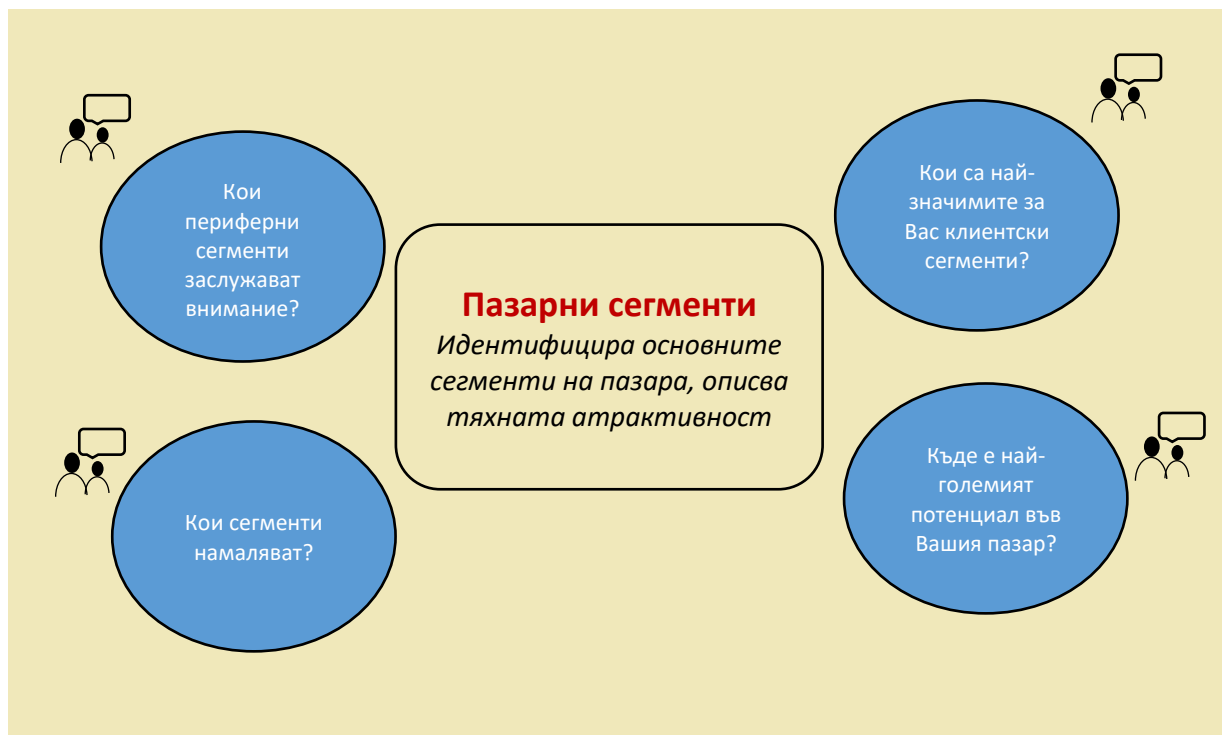 Кои
периферни
сегменти
заслужават
внимание?
Кои са най-
значимите за
Вас клиентски
сегменти?
Пазарни сегменти
Идентифицира основните
сегменти на пазара, описва
тяхната атрактивност
Кои сегменти
намаляват?
Къде е най-
големият
потенциал във
Вашия пазар?